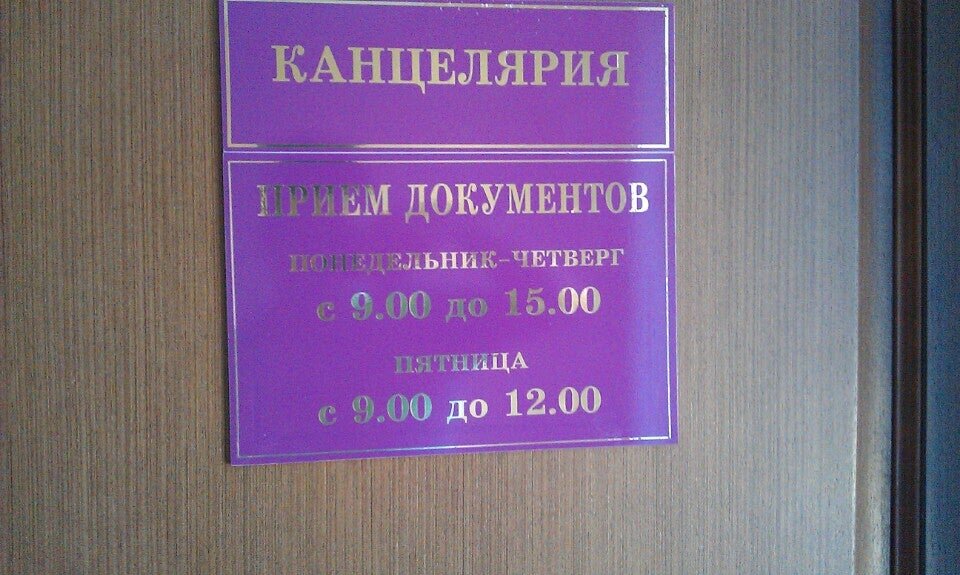 КАНЦЕЛЯРИЯ
ПРИЕМ ДОКУМЕНТОВ
ПОНЕДЕЛЬНИК-ЧЕТВЕРГ
с 9.00 до 15.00
ПЯТНИЦА
с 9.00 до 12.00